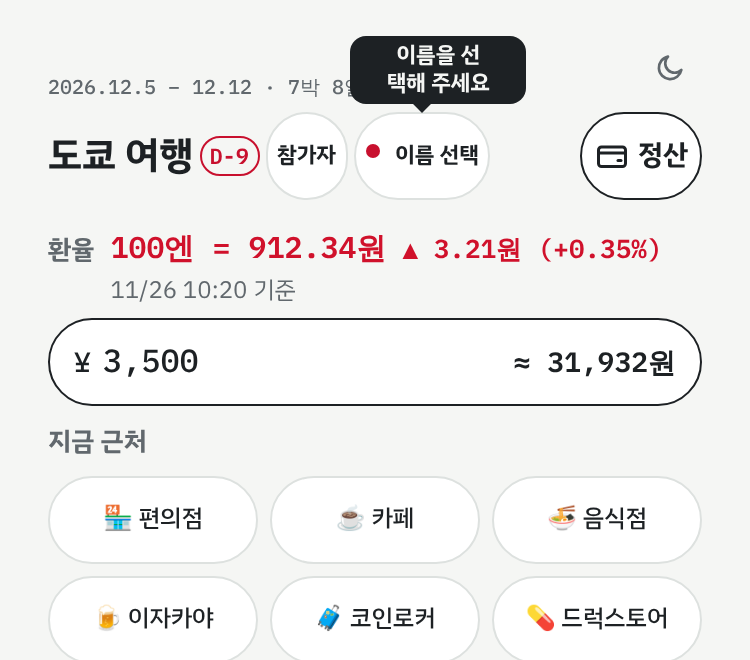 이름을 선
택해 주세요
2026.12.5 – 12.12 · 7박
도쿄 여행 D-9 참가자 이름 선택 정산
환율 100엔 = 912.34원 ▲ 3.21원 (+0.35%)
11/26 10:20 기준
¥ 3,500 ≈ 31,932원
지금 근처
🏪 편의점 ☕ 카페 🍜 음식점
🍺 이자카야 🧳 코인로커 💊 드럭스토어